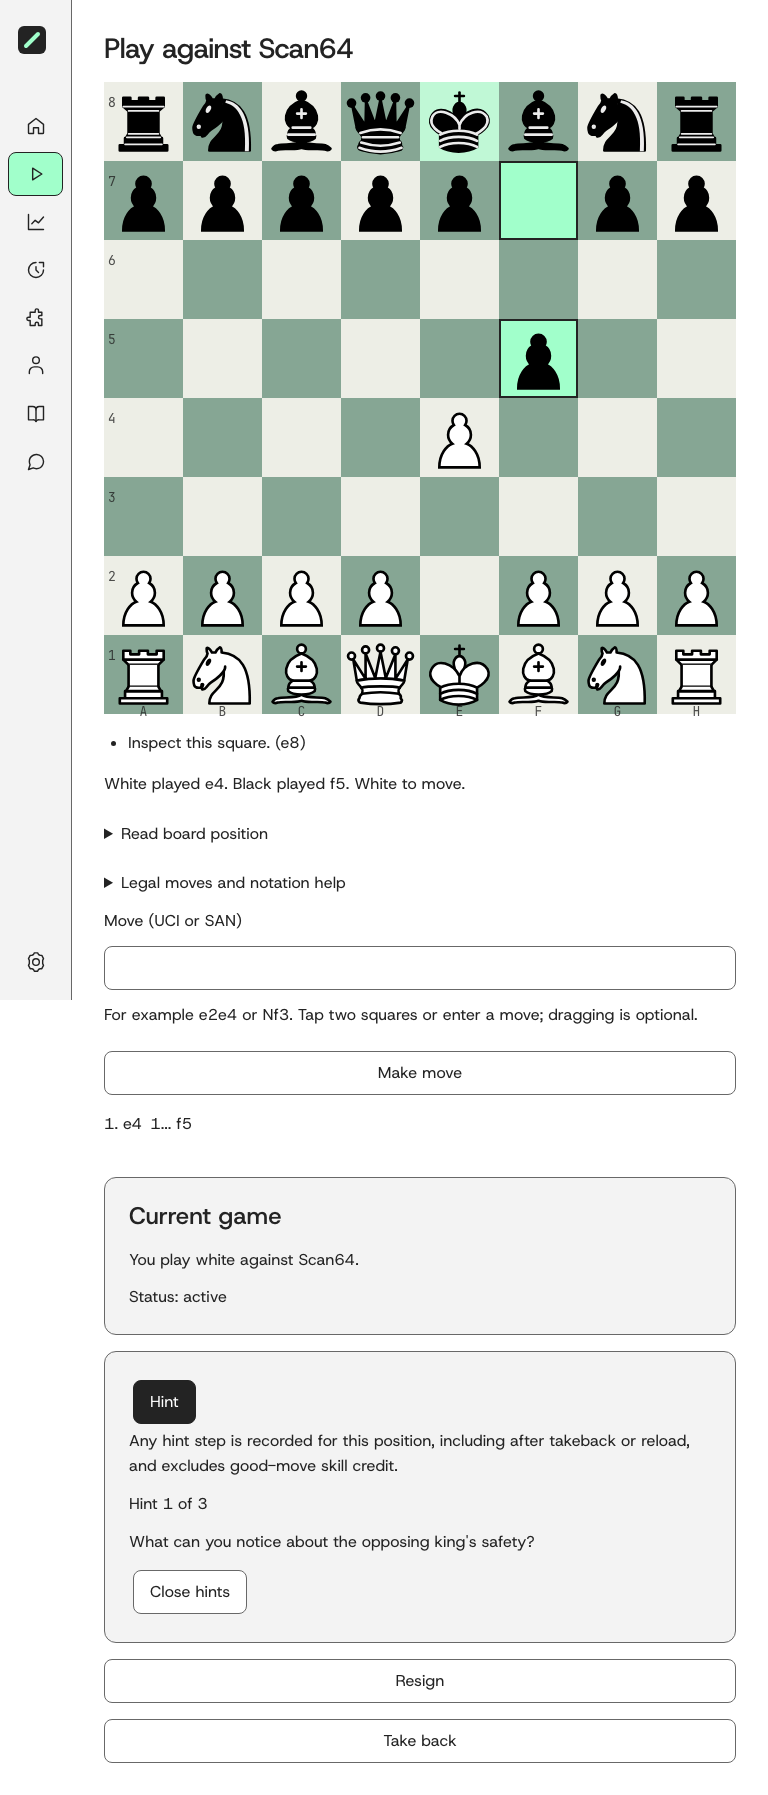 Play against Scan64
8
7
6
5
4
3
2
1
A B C D E F G H
Inspect this square. (e8)
White played e4. Black played f5. White to move.
Read board position
Legal moves and notation help
Move (UCI or SAN)
For example e2e4 or Nf3. Tap two squares or enter a move; dragging is optional.
Make move
1. e4 1... f5
Current game
You play white against Scan64.
Status: active
Hint
Any hint step is recorded for this position, including after takeback or reload,
and excludes good-move skill credit.
Hint 1 of 3
What can you notice about the opposing king's safety?
Close hints
Resign
Take back